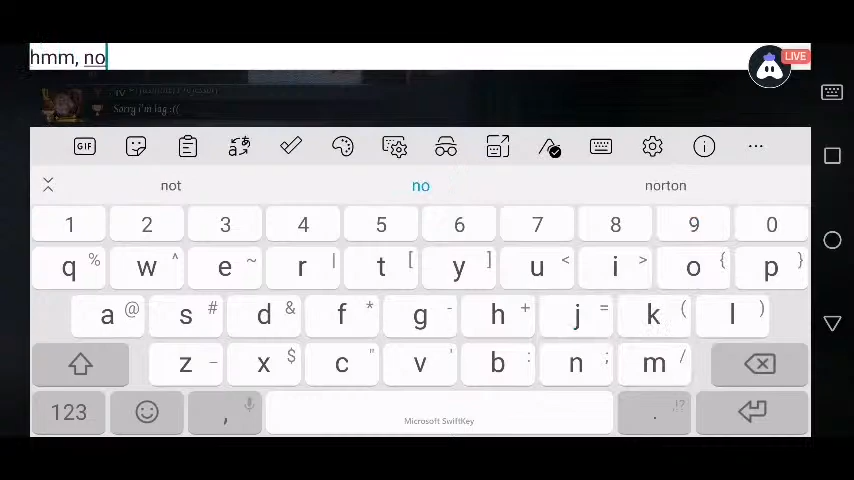 hmm, no
LIVE
Sorry i'm lag :((
GIF
not no norton
1 2 3 4 5 6 7 8 9 0
q % w ^ e ~ r | t [ y ] u < i > o { p }
a @ s # d & f * g - h + j = k ( l )
z _ x $ c " v ' b : n ; m /
123 , Microsoft SwiftKey . ,!?